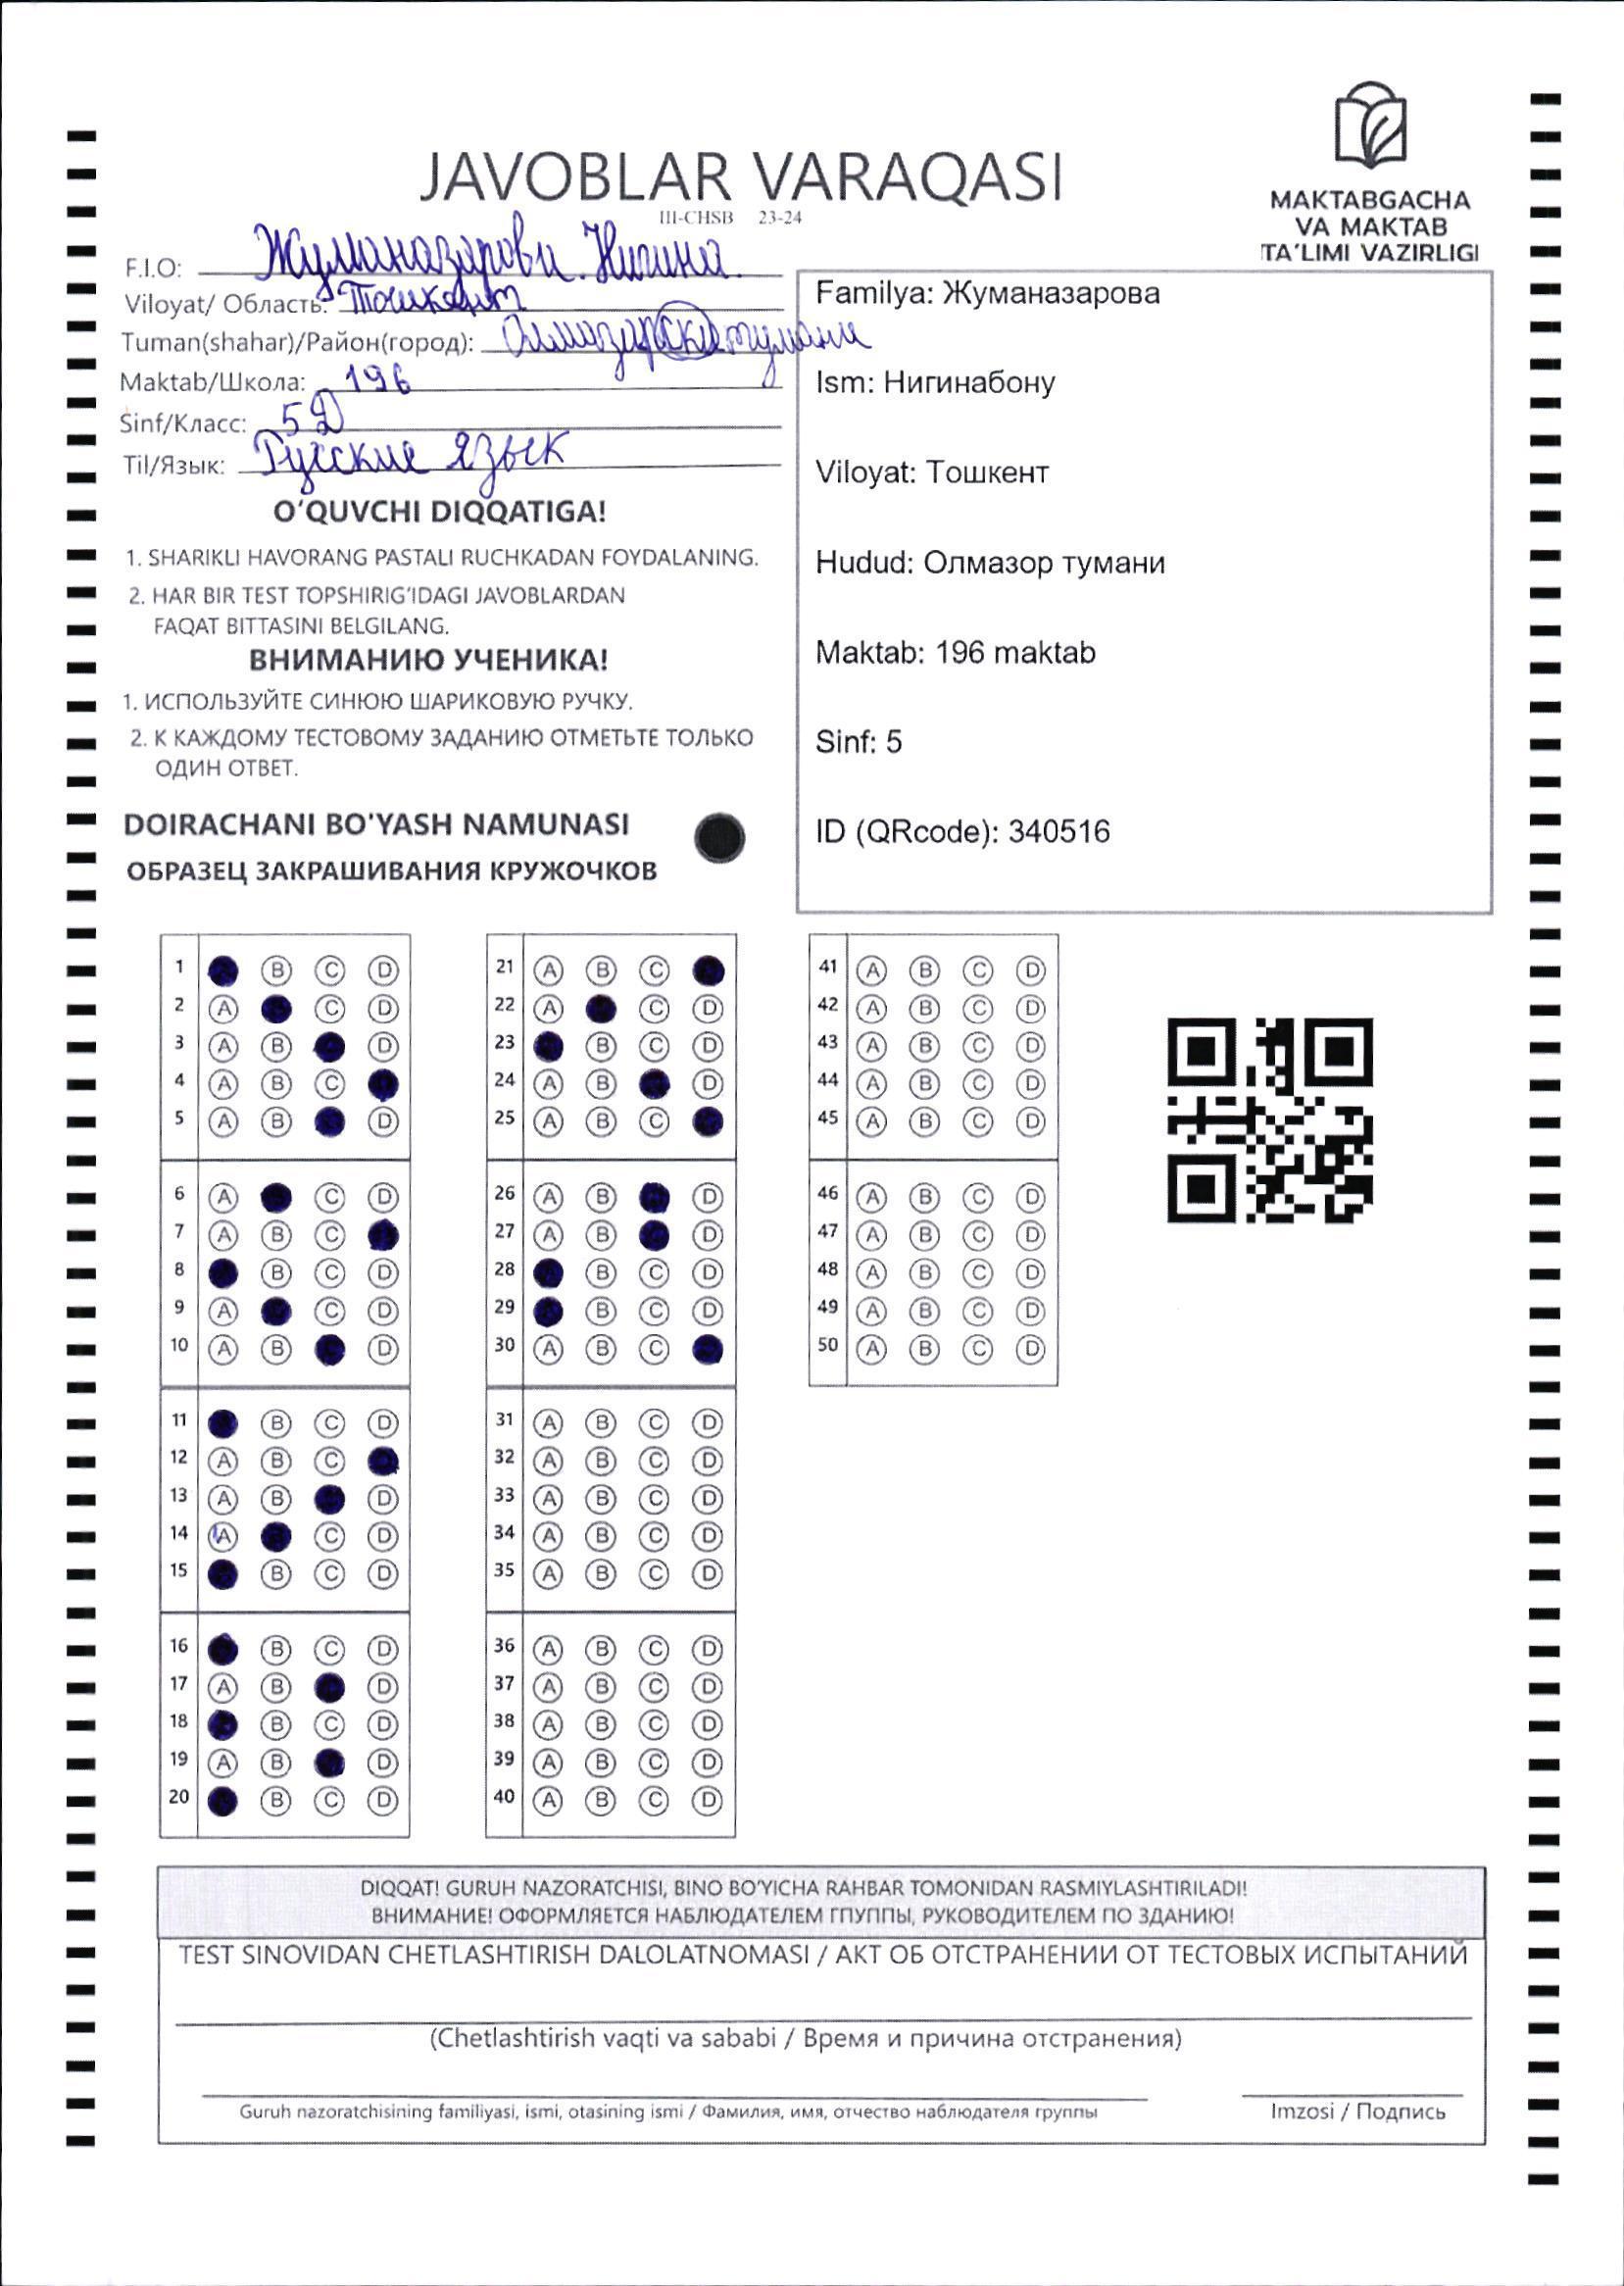 JAVOBLAR VARAQASI
III-CHSB 23-24
MAKTABGACHA
VA MAKTAB
TA'LIMI VAZIRLIGI
F.I.O: Жуманазарова. Нигина.
Viloyat/ Область: Тошкент
Tuman(shahar)/Район(город): тумани
Maktab/Школа: 196
Sinf/Класс: 5Д
Til/Язык: Русские язык
O'QUVCHI DIQQATIGA!
1. SHARIKLI HAVORANG PASTALI RUCHKADAN FOYDALANING.
2. HAR BIR TEST TOPSHIRIG'IDAGI JAVOBLARDAN
FAQAT BITTASINI BELGILANG.
ВНИМАНИЮ УЧЕНИКА!
1. ИСПОЛЬЗУЙТЕ СИНЮЮ ШАРИКОВУЮ РУЧКУ.
2. К КАЖДОМУ ТЕСТОВОМУ ЗАДАНИЮ ОТМЕТЬТЕ ТОЛЬКО
ОДИН ОТВЕТ.
DOIRACHANI BO'YASH NAMUNASI
ОБРАЗЕЦ ЗАКРАШИВАНИЯ КРУЖОЧКОВ
Familya: Жуманазарова
Ism: Нигинабону
Viloyat: Тошкент
Hudud: Олмазор тумани
Maktab: 196 maktab
Sinf: 5
ID (QRcode): 340516
1 B C D
2 A C D
3 A B D
4 A B C
5 A B D
6 A C D
7 A B C
8 B C D
9 A C D
10 A B D
11 B C D
12 A B C
13 A B D
14 A C D
15 B C D
16 B C D
17 A B D
18 B C D
19 A B D
20 B C D
21 A B C
22 A C D
23 B C D
24 A B D
25 A B C
26 A B D
27 A B D
28 B C D
29 B C D
30 A B C
31 A B C D
32 A B C D
33 A B C D
34 A B C D
35 A B C D
36 A B C D
37 A B C D
38 A B C D
39 A B C D
40 A B C D
41 A B C D
42 A B C D
43 A B C D
44 A B C D
45 A B C D
46 A B C D
47 A B C D
48 A B C D
49 A B C D
50 A B C D
DIQQAT! GURUH NAZORATCHISI, BINO BO'YICHA RAHBAR TOMONIDAN RASMIYLASHTIRILADI!
ВНИМАНИЕ! ОФОРМЛЯЕТСЯ НАБЛЮДАТЕЛЕМ ГПУППЫ, РУКОВОДИТЕЛЕМ ПО ЗДАНИЮ!
TEST SINOVIDAN CHETLASHTIRISH DALOLATNOMASI / АКТ ОБ ОТСТРАНЕНИИ ОТ ТЕСТОВЫХ ИСПЫТАНИЙ
(Chetlashtirish vaqti va sababi / Время и причина отстранения)
Guruh nazoratchisining familiyasi, ismi, otasining ismi / Фамилия, имя, отчество наблюдателя группы
Imzosi / Подпись